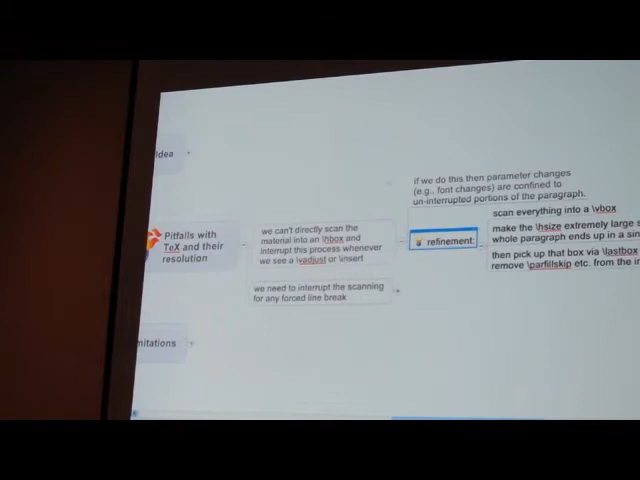 Idea
Pitfalls with
TeX and their
resolution
mitations
we can't directly scan the
material into an \hbox and
interrupt this process whenever
we see a \vadjust or \insert
we need to interrupt the scanning
for any forced line break
if we do this then parameter changes
(e.g., font changes) are confined to
un-interrupted portions of the paragraph.
refinement:
scan everything into a \vbox
make the \hsize extremely large s
whole paragraph ends up in a sin
then pick up that box via \lastbox
remove \parfillskip etc. from the in